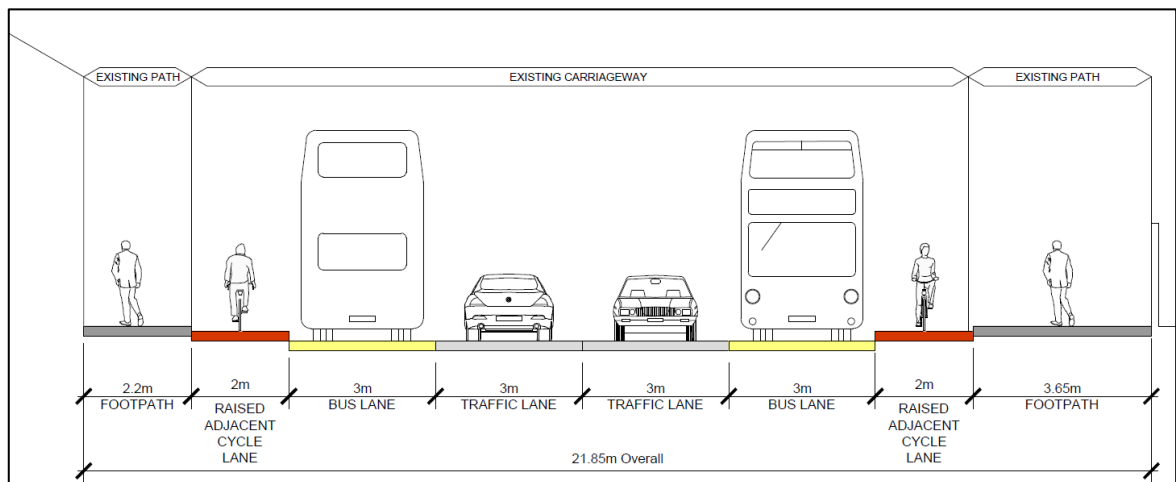 EXISTING PATH
EXISTING CARRIAGEWAY
EXISTING PATH
2.2m
FOOTPATH
2m
RAISED
ADJACENT
CYCLE
LANE
3m
BUS LANE
3m
TRAFFIC LANE
3m
TRAFFIC LANE
3m
BUS LANE
2m
RAISED
ADJACENT
CYCLE
LANE
3.65m
FOOTPATH
21.85m Overall